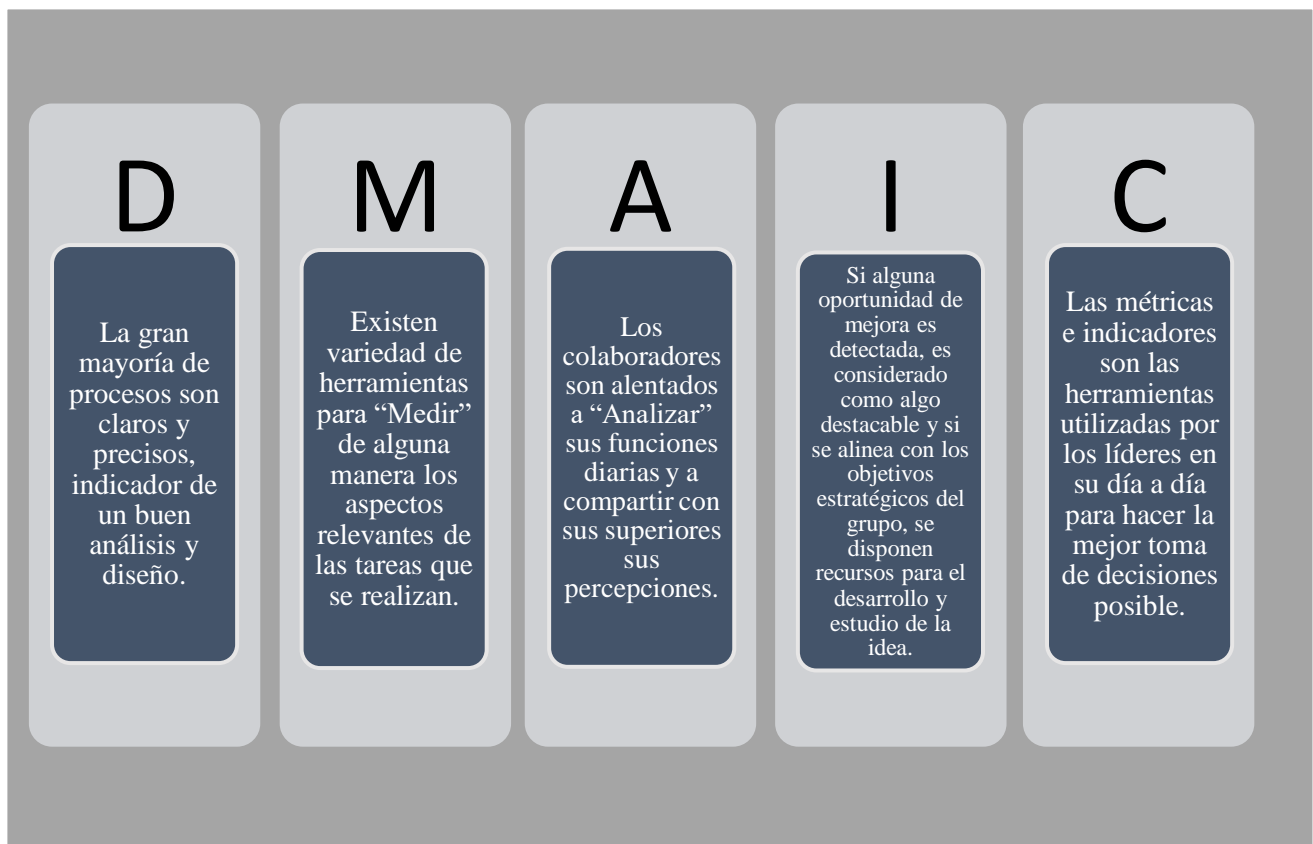 D
La gran
mayoría de
procesos son
claros y
precisos,
indicador de
un buen
análisis y
diseño.
M
Existen
variedad de
herramientas
para “Medir”
de alguna
manera los
aspectos
relevantes de
las tareas que
se realizan.
A
Los
colaboradores
son alentados
a “Analizar”
sus funciones
diarias y a
compartir con
sus superiores
sus
percepciones.
I
Si alguna
oportunidad de
mejora es
detectada, es
considerado
como algo
destacable y si
se alinea con los
objetivos
estratégicos del
grupo, se
disponen
recursos para el
desarrollo y
estudio de la
idea.
C
Las métricas
e indicadores
son las
herramientas
utilizadas por
los líderes en
su día a día
para hacer la
mejor toma
de decisiones
posible.